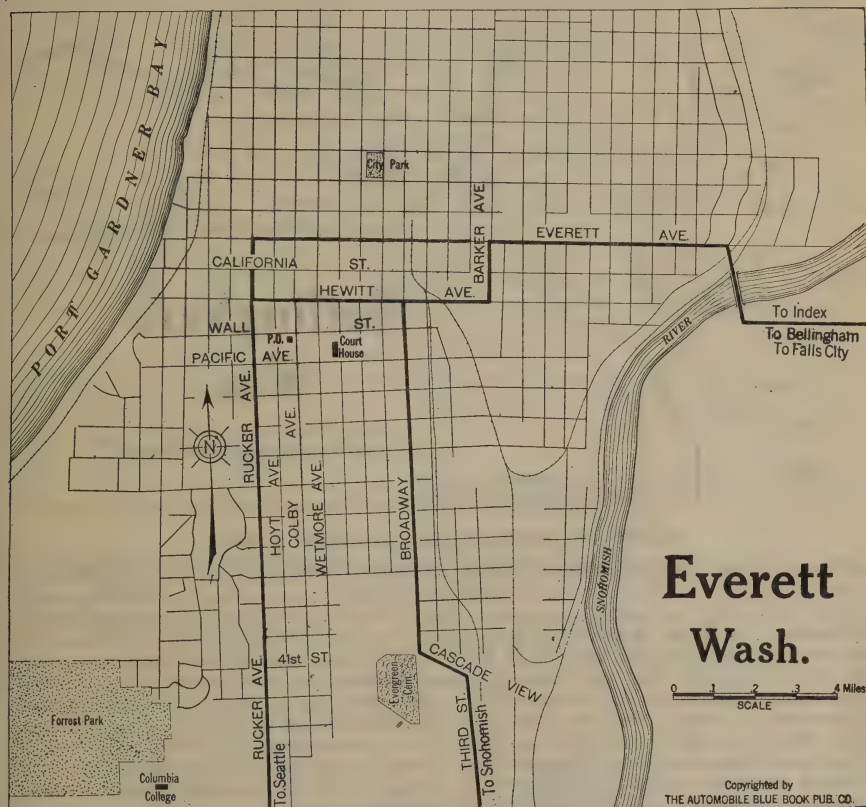 PORT GARDNER BAY
City Park
BARKER AVE.
EVERETT AVE.
CALIFORNIA ST.
HEWITT AVE.
WALL ST.
P.O.
Court
House
PACIFIC AVE.
To Index
To Bellingham
To Falls City
RIVER
N
RUCKER AVE.
HOYT AVE
COLBY AVE.
WETMORE AVE.
BROADWAY
SNOHOMISH
Everett
Wash.
41st ST
CASCADE VIEW
Evergreen
Cem.
0 .1 .2 .3 .4 Miles
SCALE
RUCKER AVE.
To Seattle
THIRD ST.
To Snohomish
Forrest Park
Columbia
College
Copyrighted by
THE AUTOMOBILE BLUE BOOK PUB. CO.